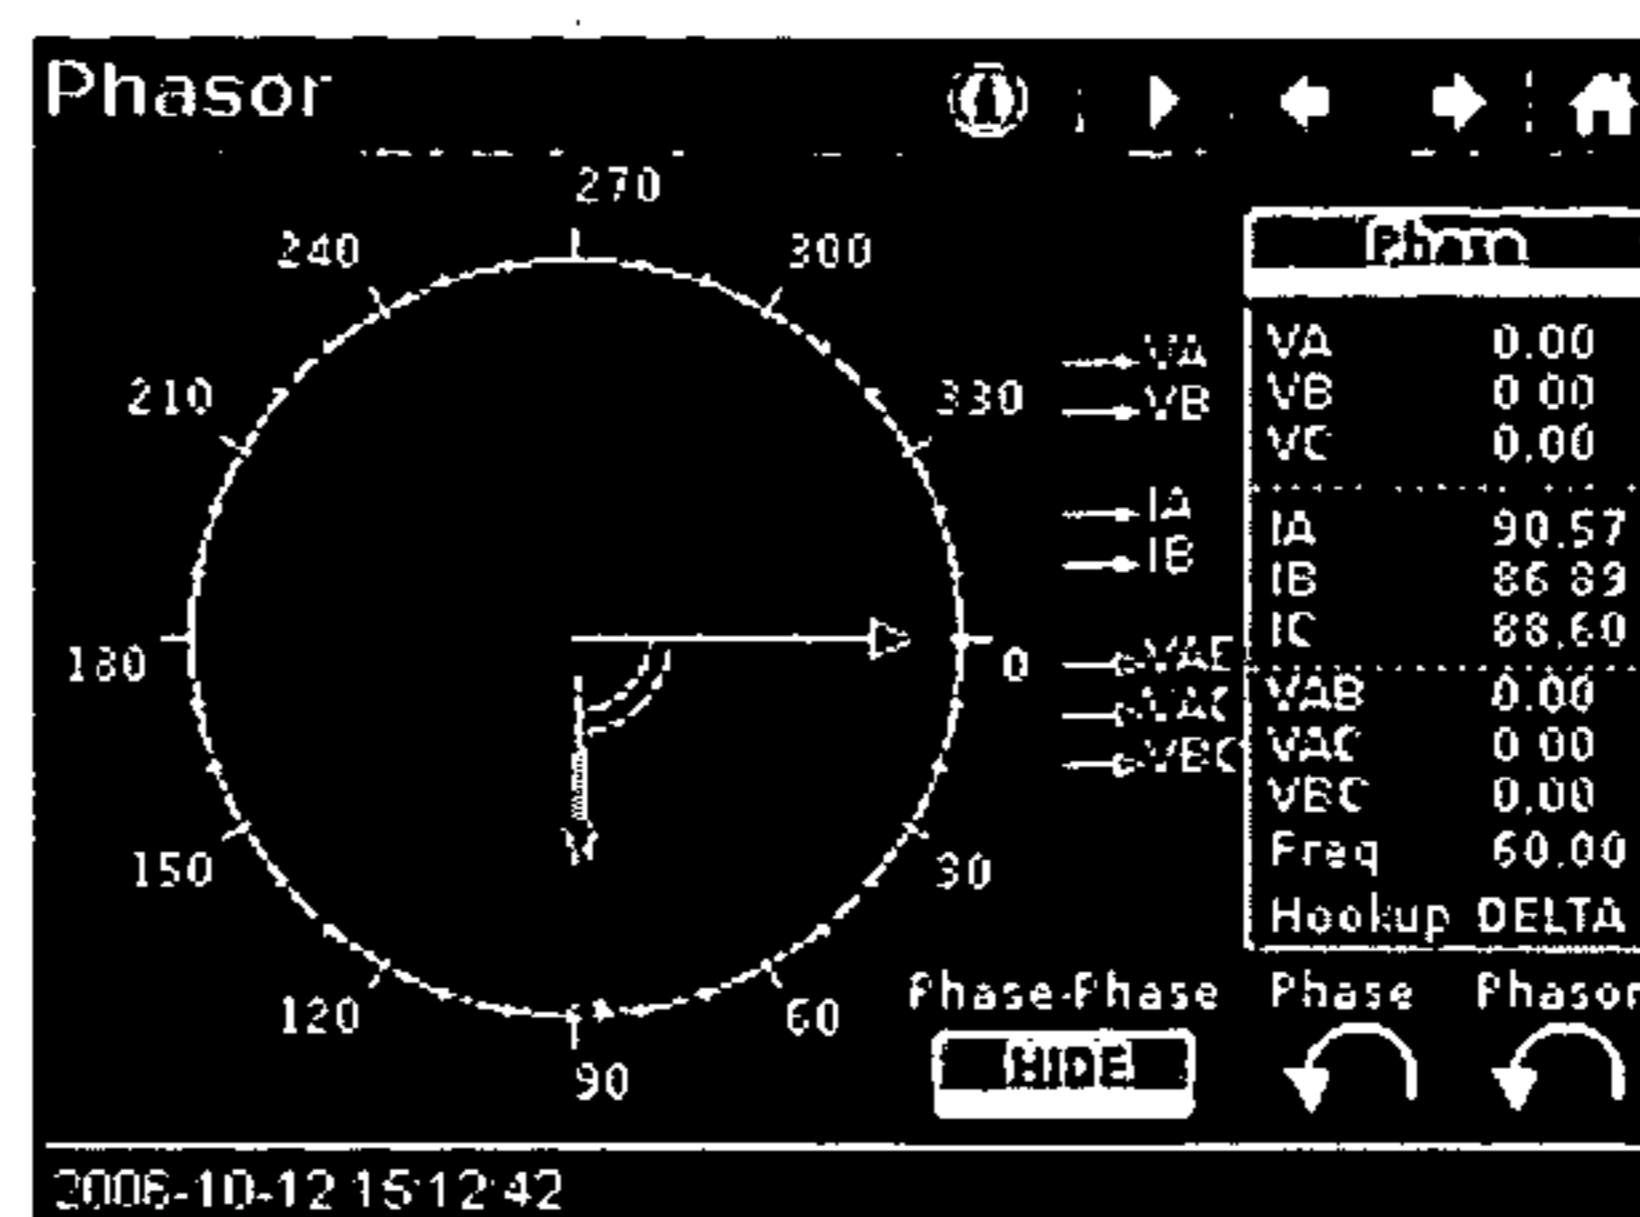 Phasor
270
240 300
210 330
180 0
150 30
120 60
90
VA
VB
IA
IB
VAC
VBC
VA 0.00
VB 0 00
VC 0.00
IA 90.57
IB 86 89
IC 88.60
VAB 0.00
VAC 0 00
VBC 0.00
Freq 60.00
Hookup DELTA
Phase-Phase Phase Phasor
HIDE
2006-10-12 15:12:42